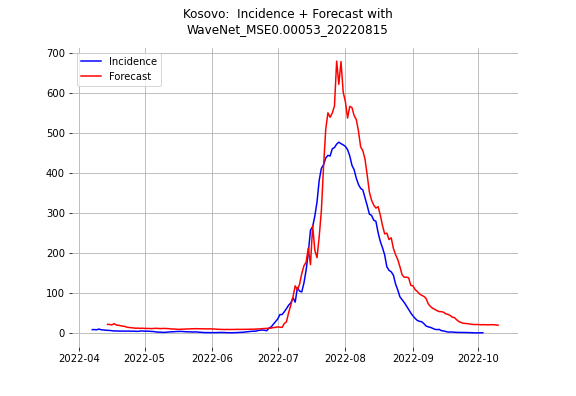 Kosovo:  Incidence + Forecast with
WaveNet_MSE0.00053_20220815
Incidence
Forecast
700
600
500
400
300
200
100
0
2022-04 2022-05 2022-06 2022-07 2022-08 2022-09 2022-10